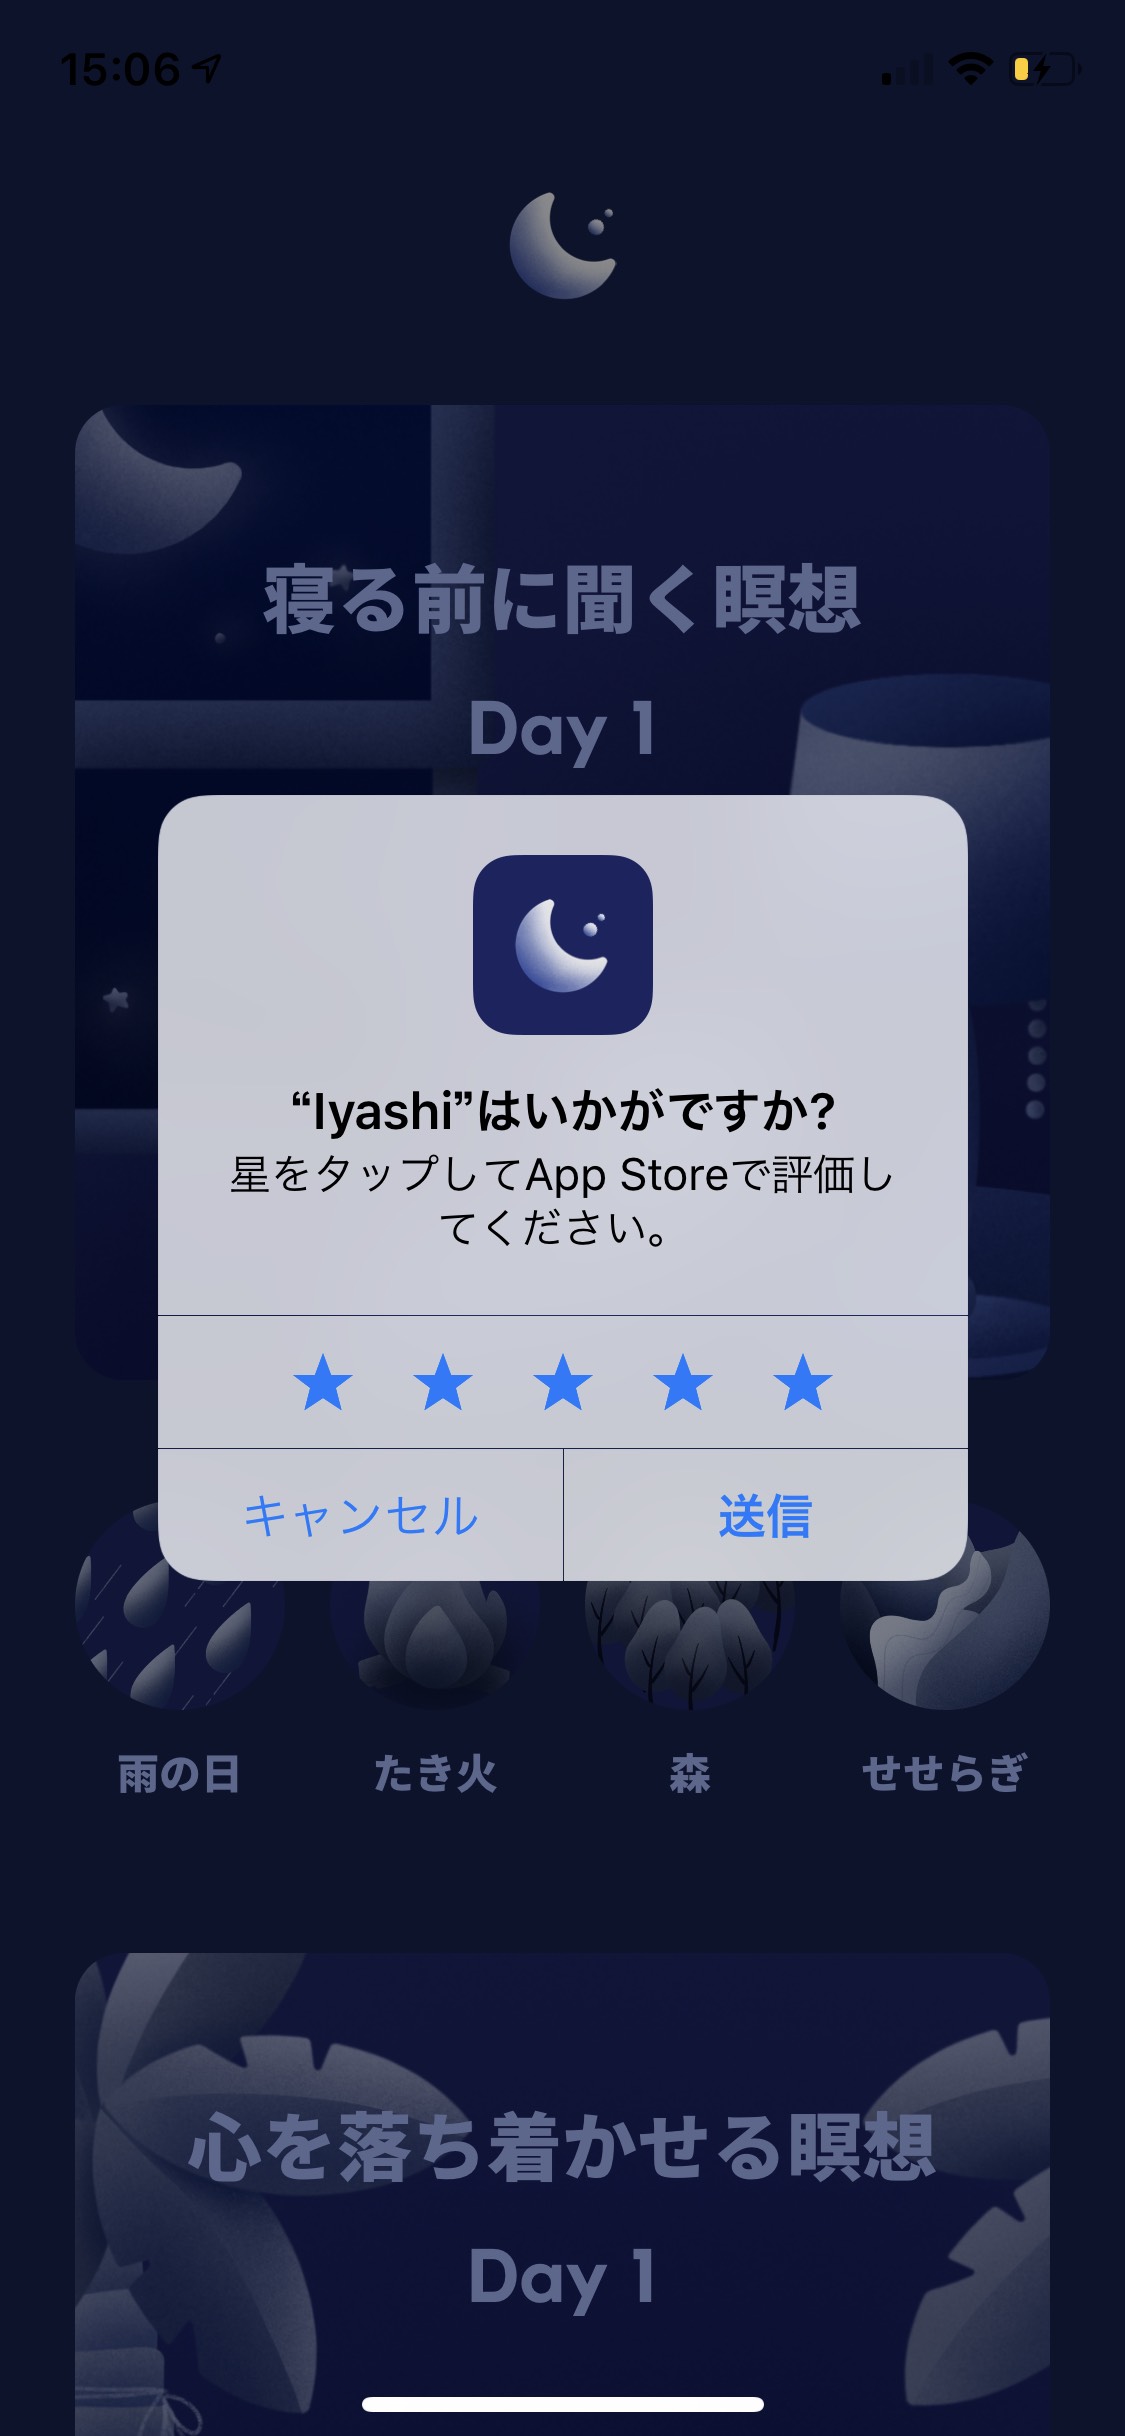 15:06
寝る前に聞く瞑想
Day 1
“Iyashi”はいかがですか?
星をタップしてApp Storeで評価し
てください。
キャンセル
送信
雨の日
たき火
森
せせらぎ
心を落ち着かせる瞑想
Day 1